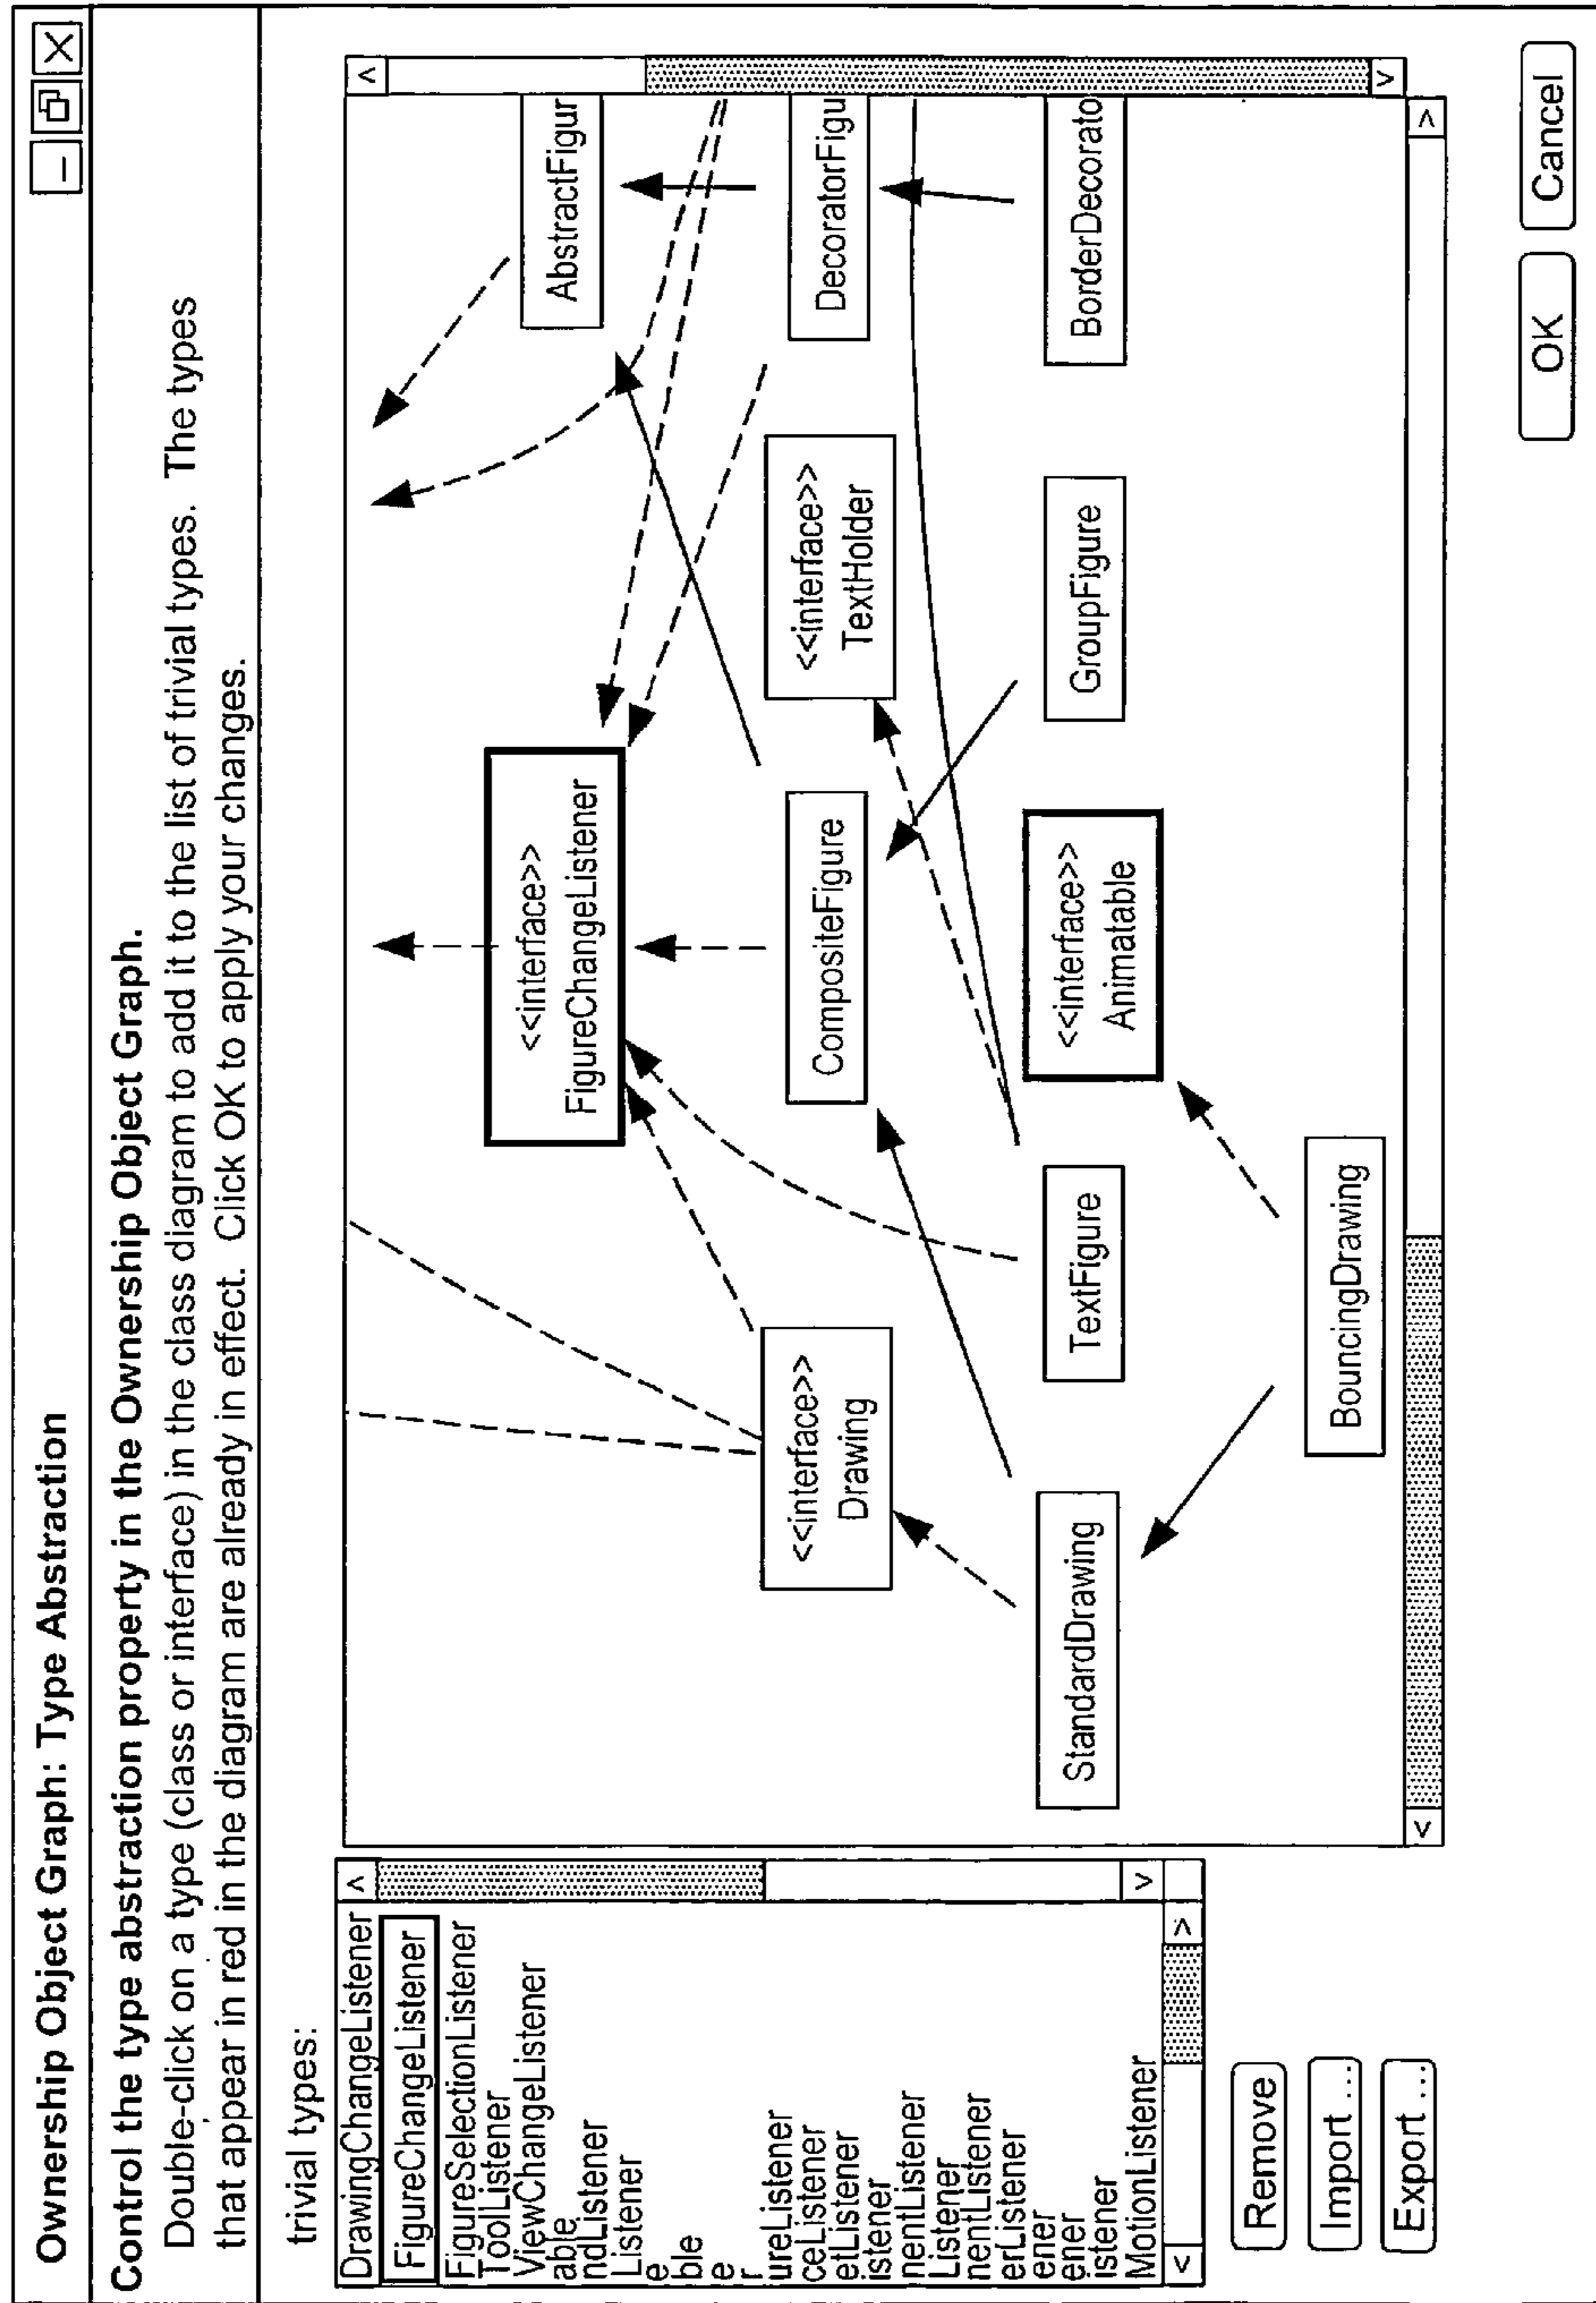 Ownership Object Graph: Type Abstraction
Control the type abstraction property in the Ownership Object Graph.
Double-click on a type (class or interface) in the class diagram to add it to the list of trivial types. The types
that appear in red in the diagram are already in effect. Click OK to apply your changes.
trivial types:
DrawingChangeListener
FigureChangeListener
FigureSelectionListener
ToolListener
ViewChangeListener
able
ndListener
Listener
e
ble
e
r
ureListener
ceListener
etListener
istener
nentListener
Listener
nentListener
erListener
ener
ener
istener
MotionListener
Remove
Import ...
Export ...
<<interface>>
FigureChangeListener
AbstractFigur
<<interface>>
Drawing
CompositeFigure
<<interface>>
TextHolder
DecoratorFigu
StandardDrawing
TextFigure
<<interface>>
Animatable
GroupFigure
BorderDecorato
BouncingDrawing
OK
Cancel